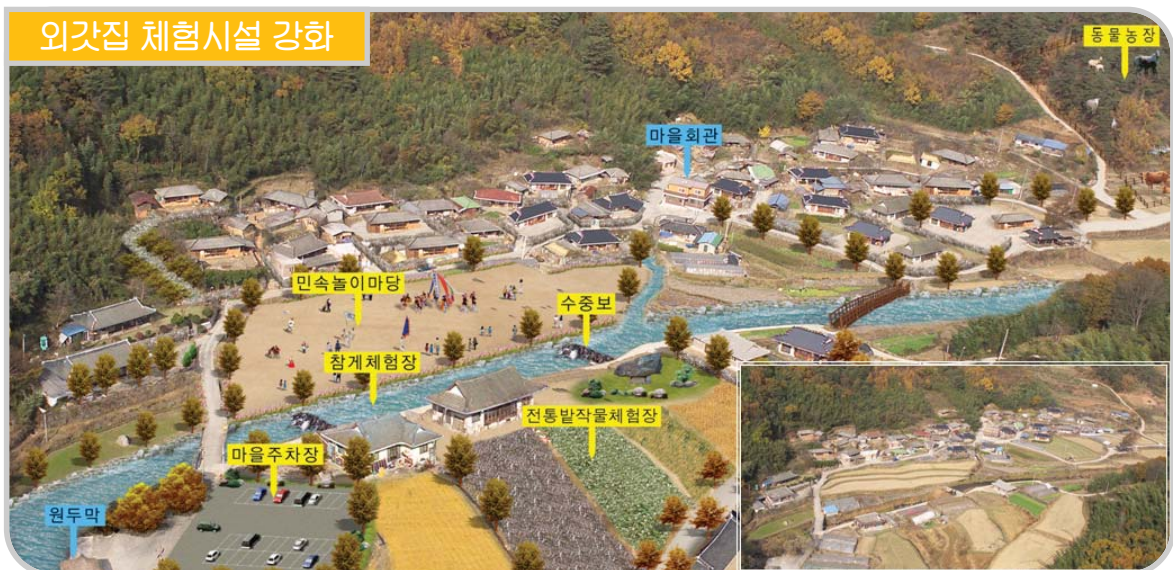 외갓집 체험시설 강화
동물농장
마을회관
민속놀이마당
수중보
참게체험장
전통밭작물체험장
마을주차장
원두막